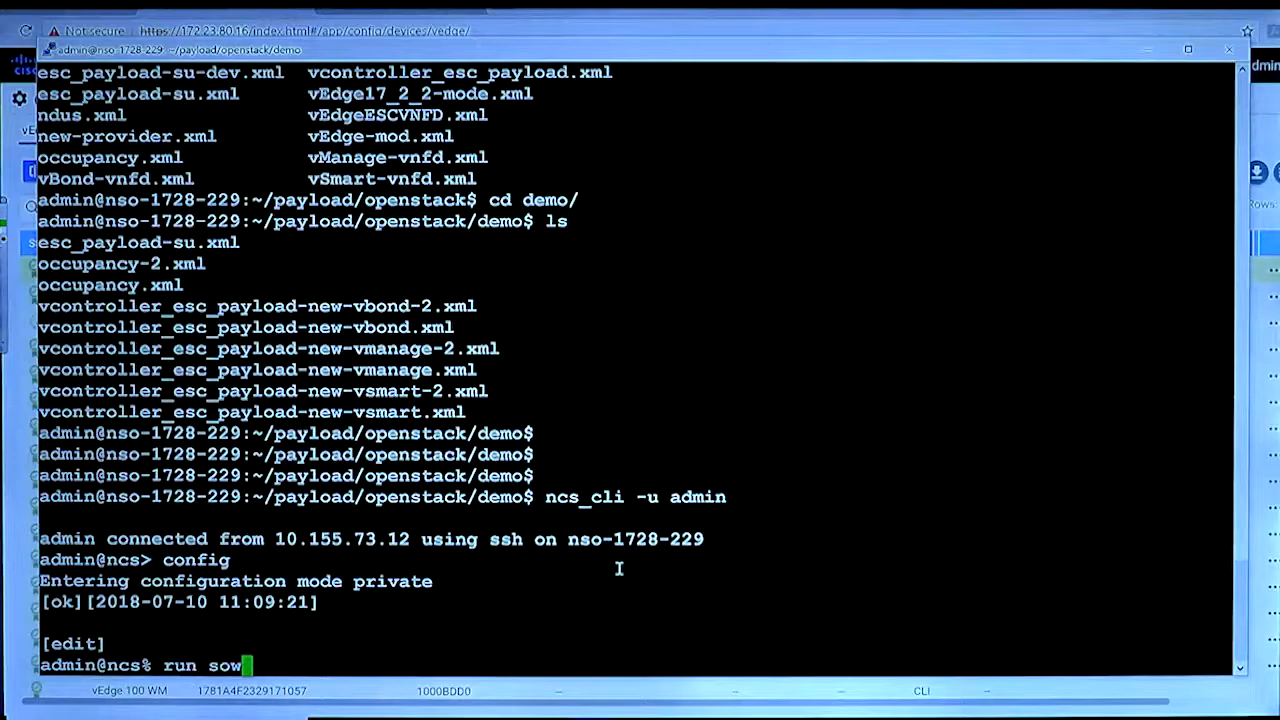 Not secure https://172.23.80.16/index.html#/app/config/devices/vedge/
admin@nso-1728-229: ~/payload/openstack/demo
admin
esc_payload-su-dev.xml vcontroller_esc_payload.xml
esc_payload-su.xml vEdge17_2_2-mode.xml
ndus.xml vEdgeESCVNFD.xml
new-provider.xml vEdge-mod.xml
occupancy.xml vManage-vnfd.xml
vBond-vnfd.xml vSmart-vnfd.xml
Rows:
admin@nso-1728-229:~/payload/openstack$ cd demo/
admin@nso-1728-229:~/payload/openstack/demo$ ls
esc_payload-su.xml
occupancy-2.xml
occupancy.xml
vcontroller_esc_payload-new-vbond-2.xml
vcontroller_esc_payload-new-vbond.xml
vcontroller_esc_payload-new-vmanage-2.xml
vcontroller_esc_payload-new-vmanage.xml
vcontroller_esc_payload-new-vsmart-2.xml
vcontroller_esc_payload-new-vsmart.xml
admin@nso-1728-229:~/payload/openstack/demo$
admin@nso-1728-229:~/payload/openstack/demo$
admin@nso-1728-229:~/payload/openstack/demo$
admin@nso-1728-229:~/payload/openstack/demo$ ncs_cli -u admin
admin connected from 10.155.73.12 using ssh on nso-1728-229
admin@ncs> config
Entering configuration mode private
[ok][2018-07-10 11:09:21]
[edit]
admin@ncs% run sow
vEdge 100 WM 1781A4F2329171057 1000BDD0 -- -- CLI --